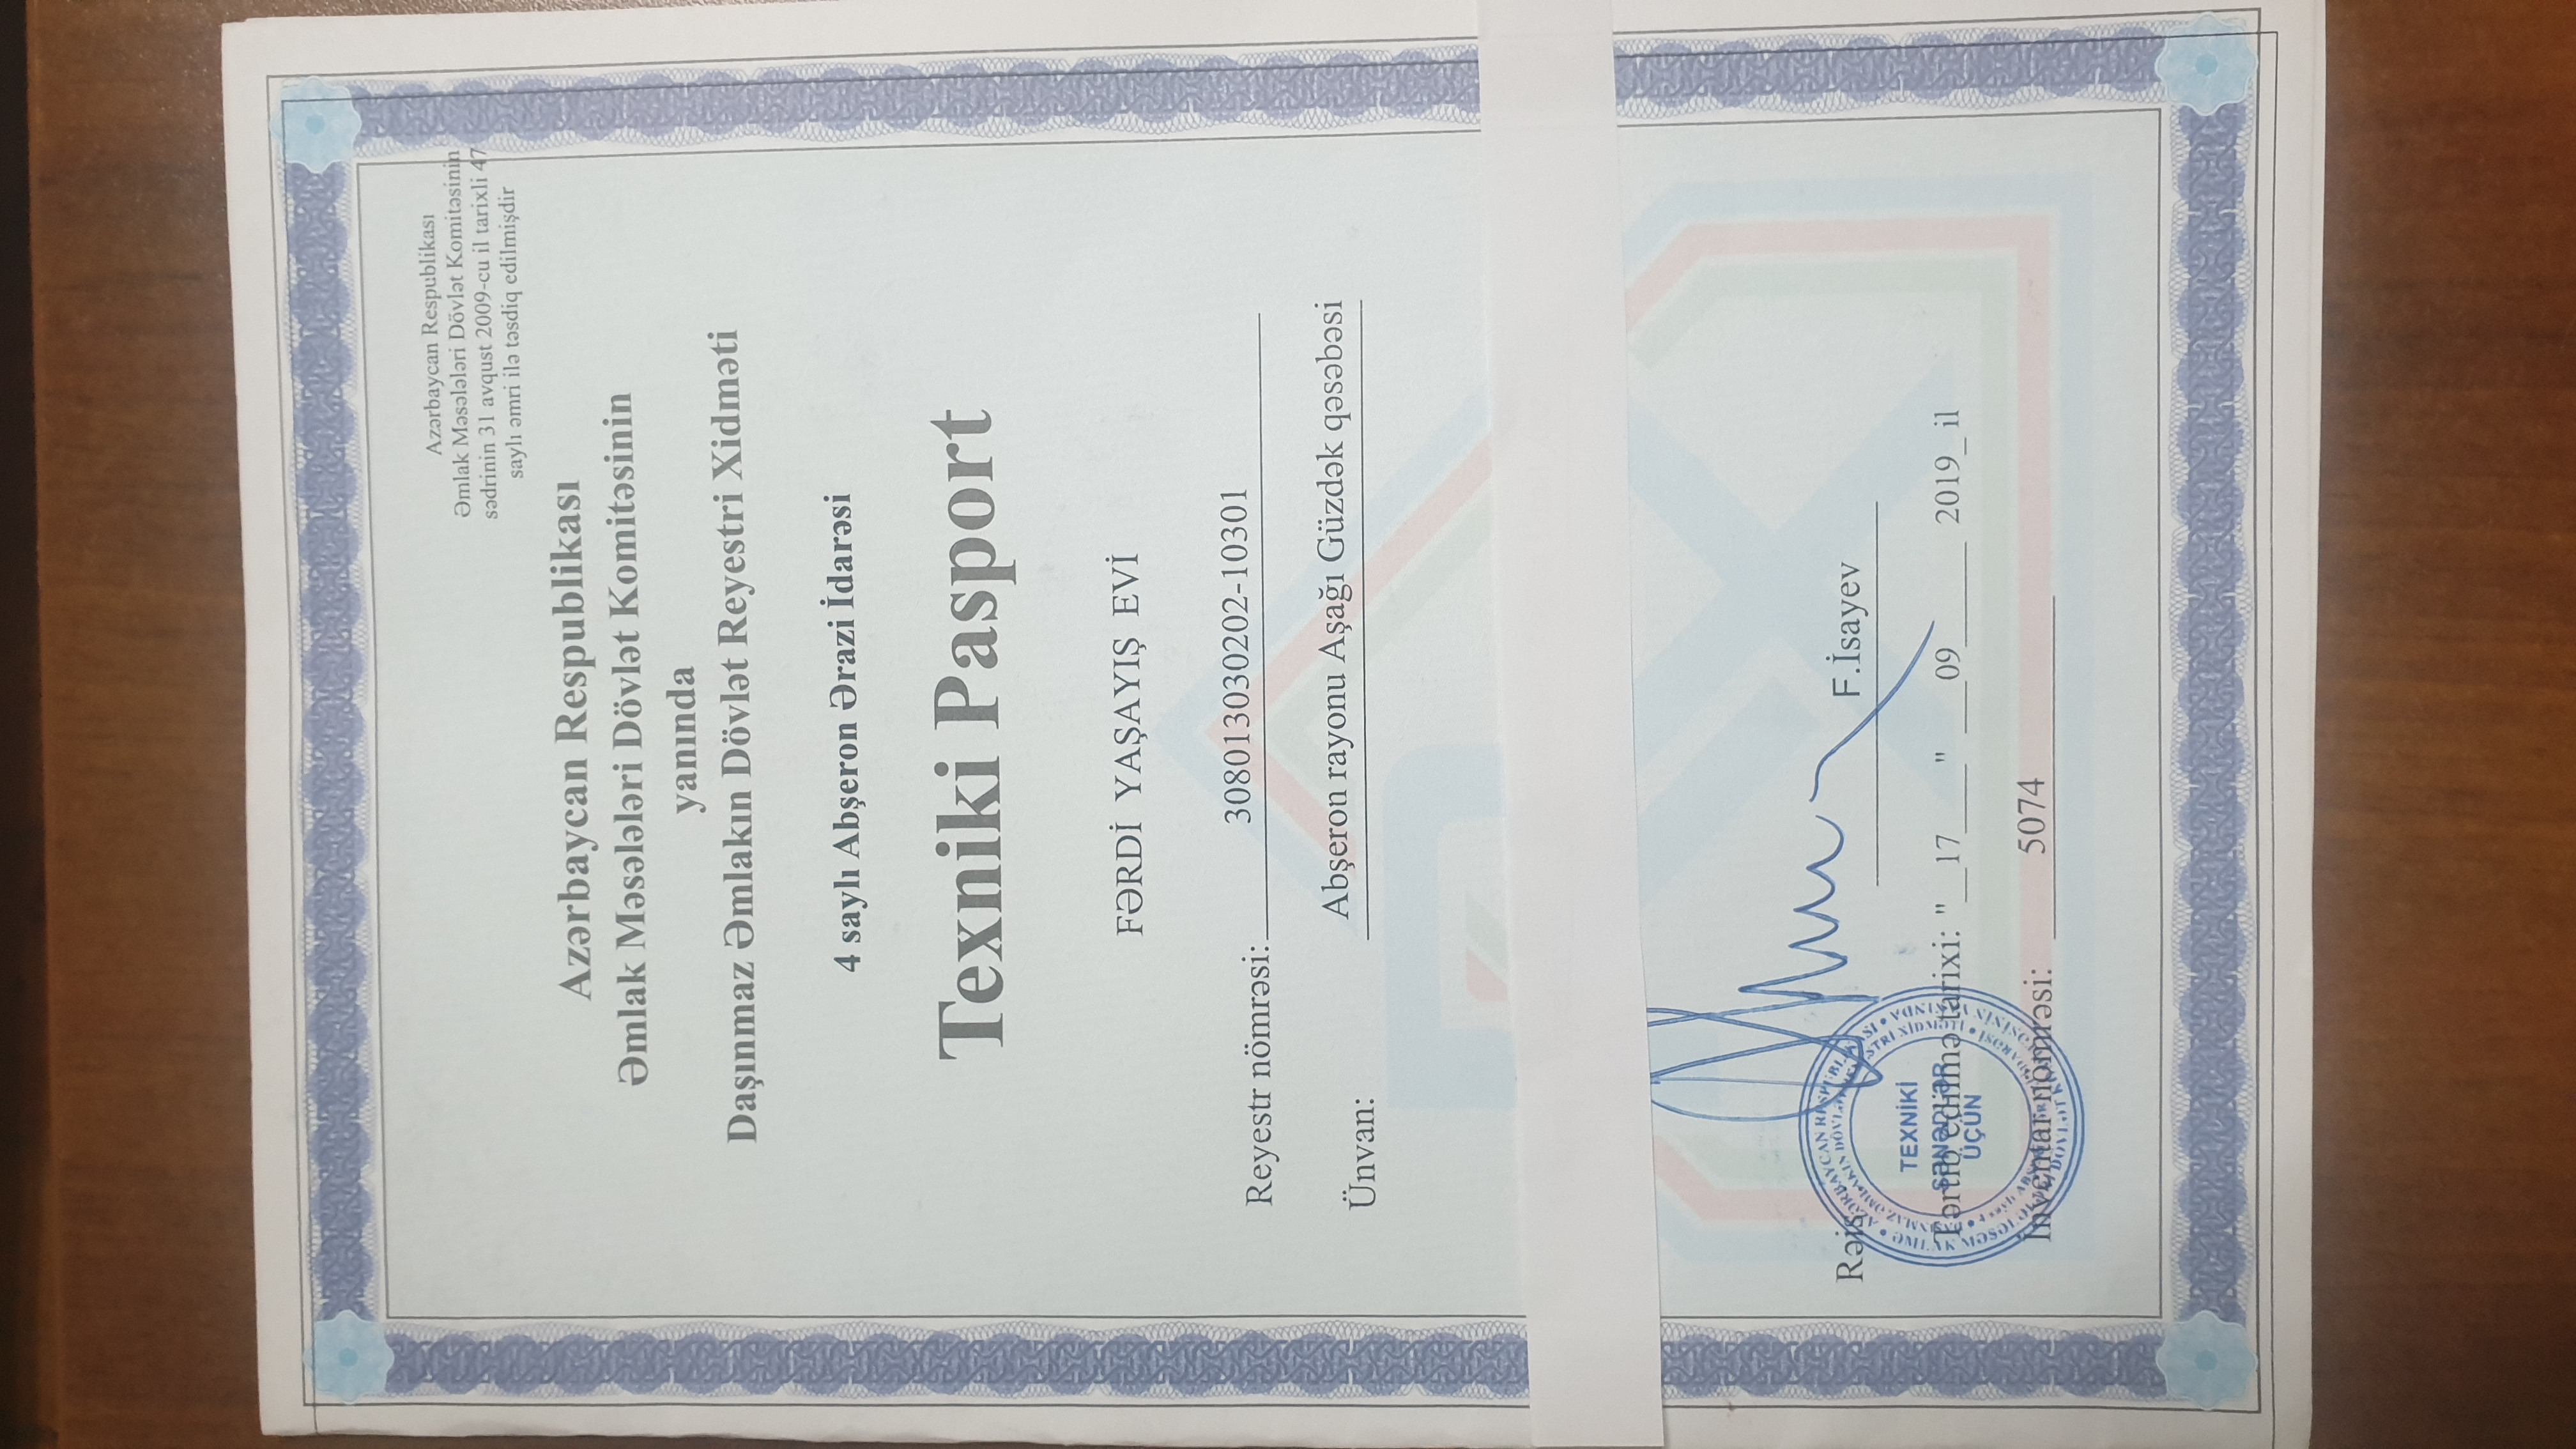 Azərbaycan Respublikası
Əmlak Məsələləri Dövlət Komitəsinin
sədrinin 31 avqust 2009-cu il tarixli 47
saylı əmri ilə təsdiq edilmişdir
Azərbaycan Respublikası
Əmlak Məsələləri Dövlət Komitəsinin
yanında
Daşınmaz Əmlakın Dövlət Reyestri Xidməti
4 saylı Abşeron Ərazi İdarəsi
Texniki Pasport
FƏRDİ YAŞAYIŞ EVİ
Reyestr nömrəsi: 308013030202-10301
Ünvan: Abşeron rayonu Aşağı Güzdək qəsəbəsi
Rəis F.İsayev
Tərtib edilmə tarixi: "__17___" ___09______ 2019_ il
İnventar nömrəsi: 5074
TEXNİKİ
SƏNƏDLƏR
ÜÇÜN